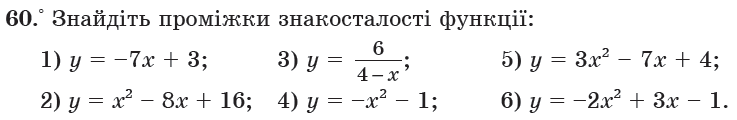 60.° Знайдіть проміжки знакосталості функції:
1) y = −7x + 3; 3) y = 6/(4 − x); 5) y = 3x² − 7x + 4;
2) y = x² − 8x + 16; 4) y = −x² − 1; 6) y = −2x² + 3x − 1.